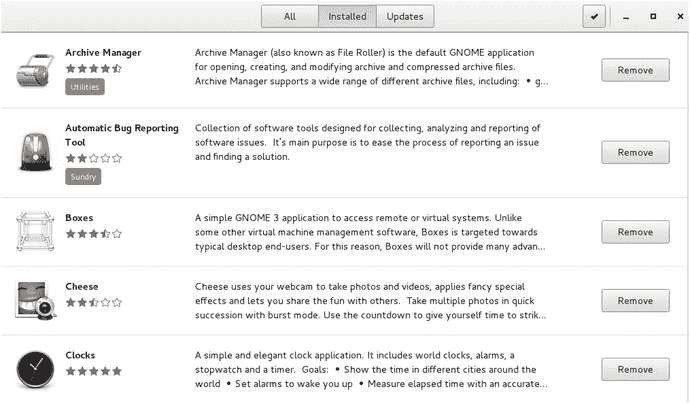 All Installed Updates
Archive Manager
Utilities
Archive Manager (also known as File Roller) is the default GNOME application
for opening, creating, and modifying archive and compressed archive files.
Archive Manager supports a wide range of different archive files, including: • g...
Remove
Automatic Bug Reporting
Tool
Sundry
Collection of software tools designed for collecting, analyzing and reporting of
software issues. It's main purpose is to ease the process of reporting an issue
and finding a solution.
Remove
Boxes
A simple GNOME 3 application to access remote or virtual systems. Unlike
some other virtual machine management software, Boxes is targeted towards
typical desktop end-users. For this reason, Boxes will not provide many advan...
Remove
Cheese
Cheese uses your webcam to take photos and videos, applies fancy special
effects and lets you share the fun with others. Take multiple photos in quick
succession with burst mode. Use the countdown to give yourself time to strik...
Remove
Clocks
A simple and elegant clock application. It includes world clocks, alarms, a
stopwatch and a timer. Goals: • Show the time in different cities around the
world • Set alarms to wake you up • Measure elapsed time with an accurate...
Remove